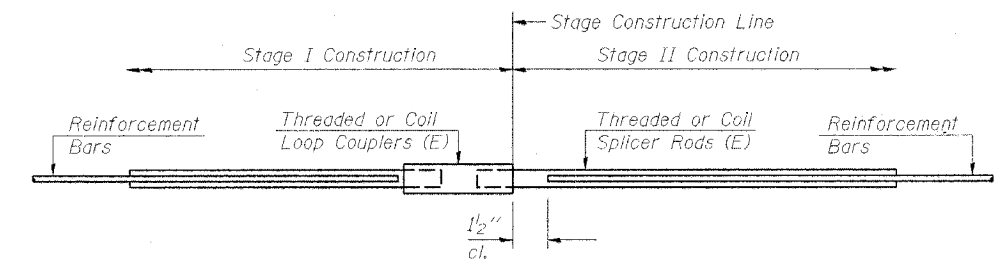 Stage Construction Line
Stage I Construction
Stage II Construction
Reinforcement
Bars
Threaded or Coil
Loop Couplers (E)
Threaded or Coil
Splicer Rods (E)
Reinforcement
Bars
1½"
cl.